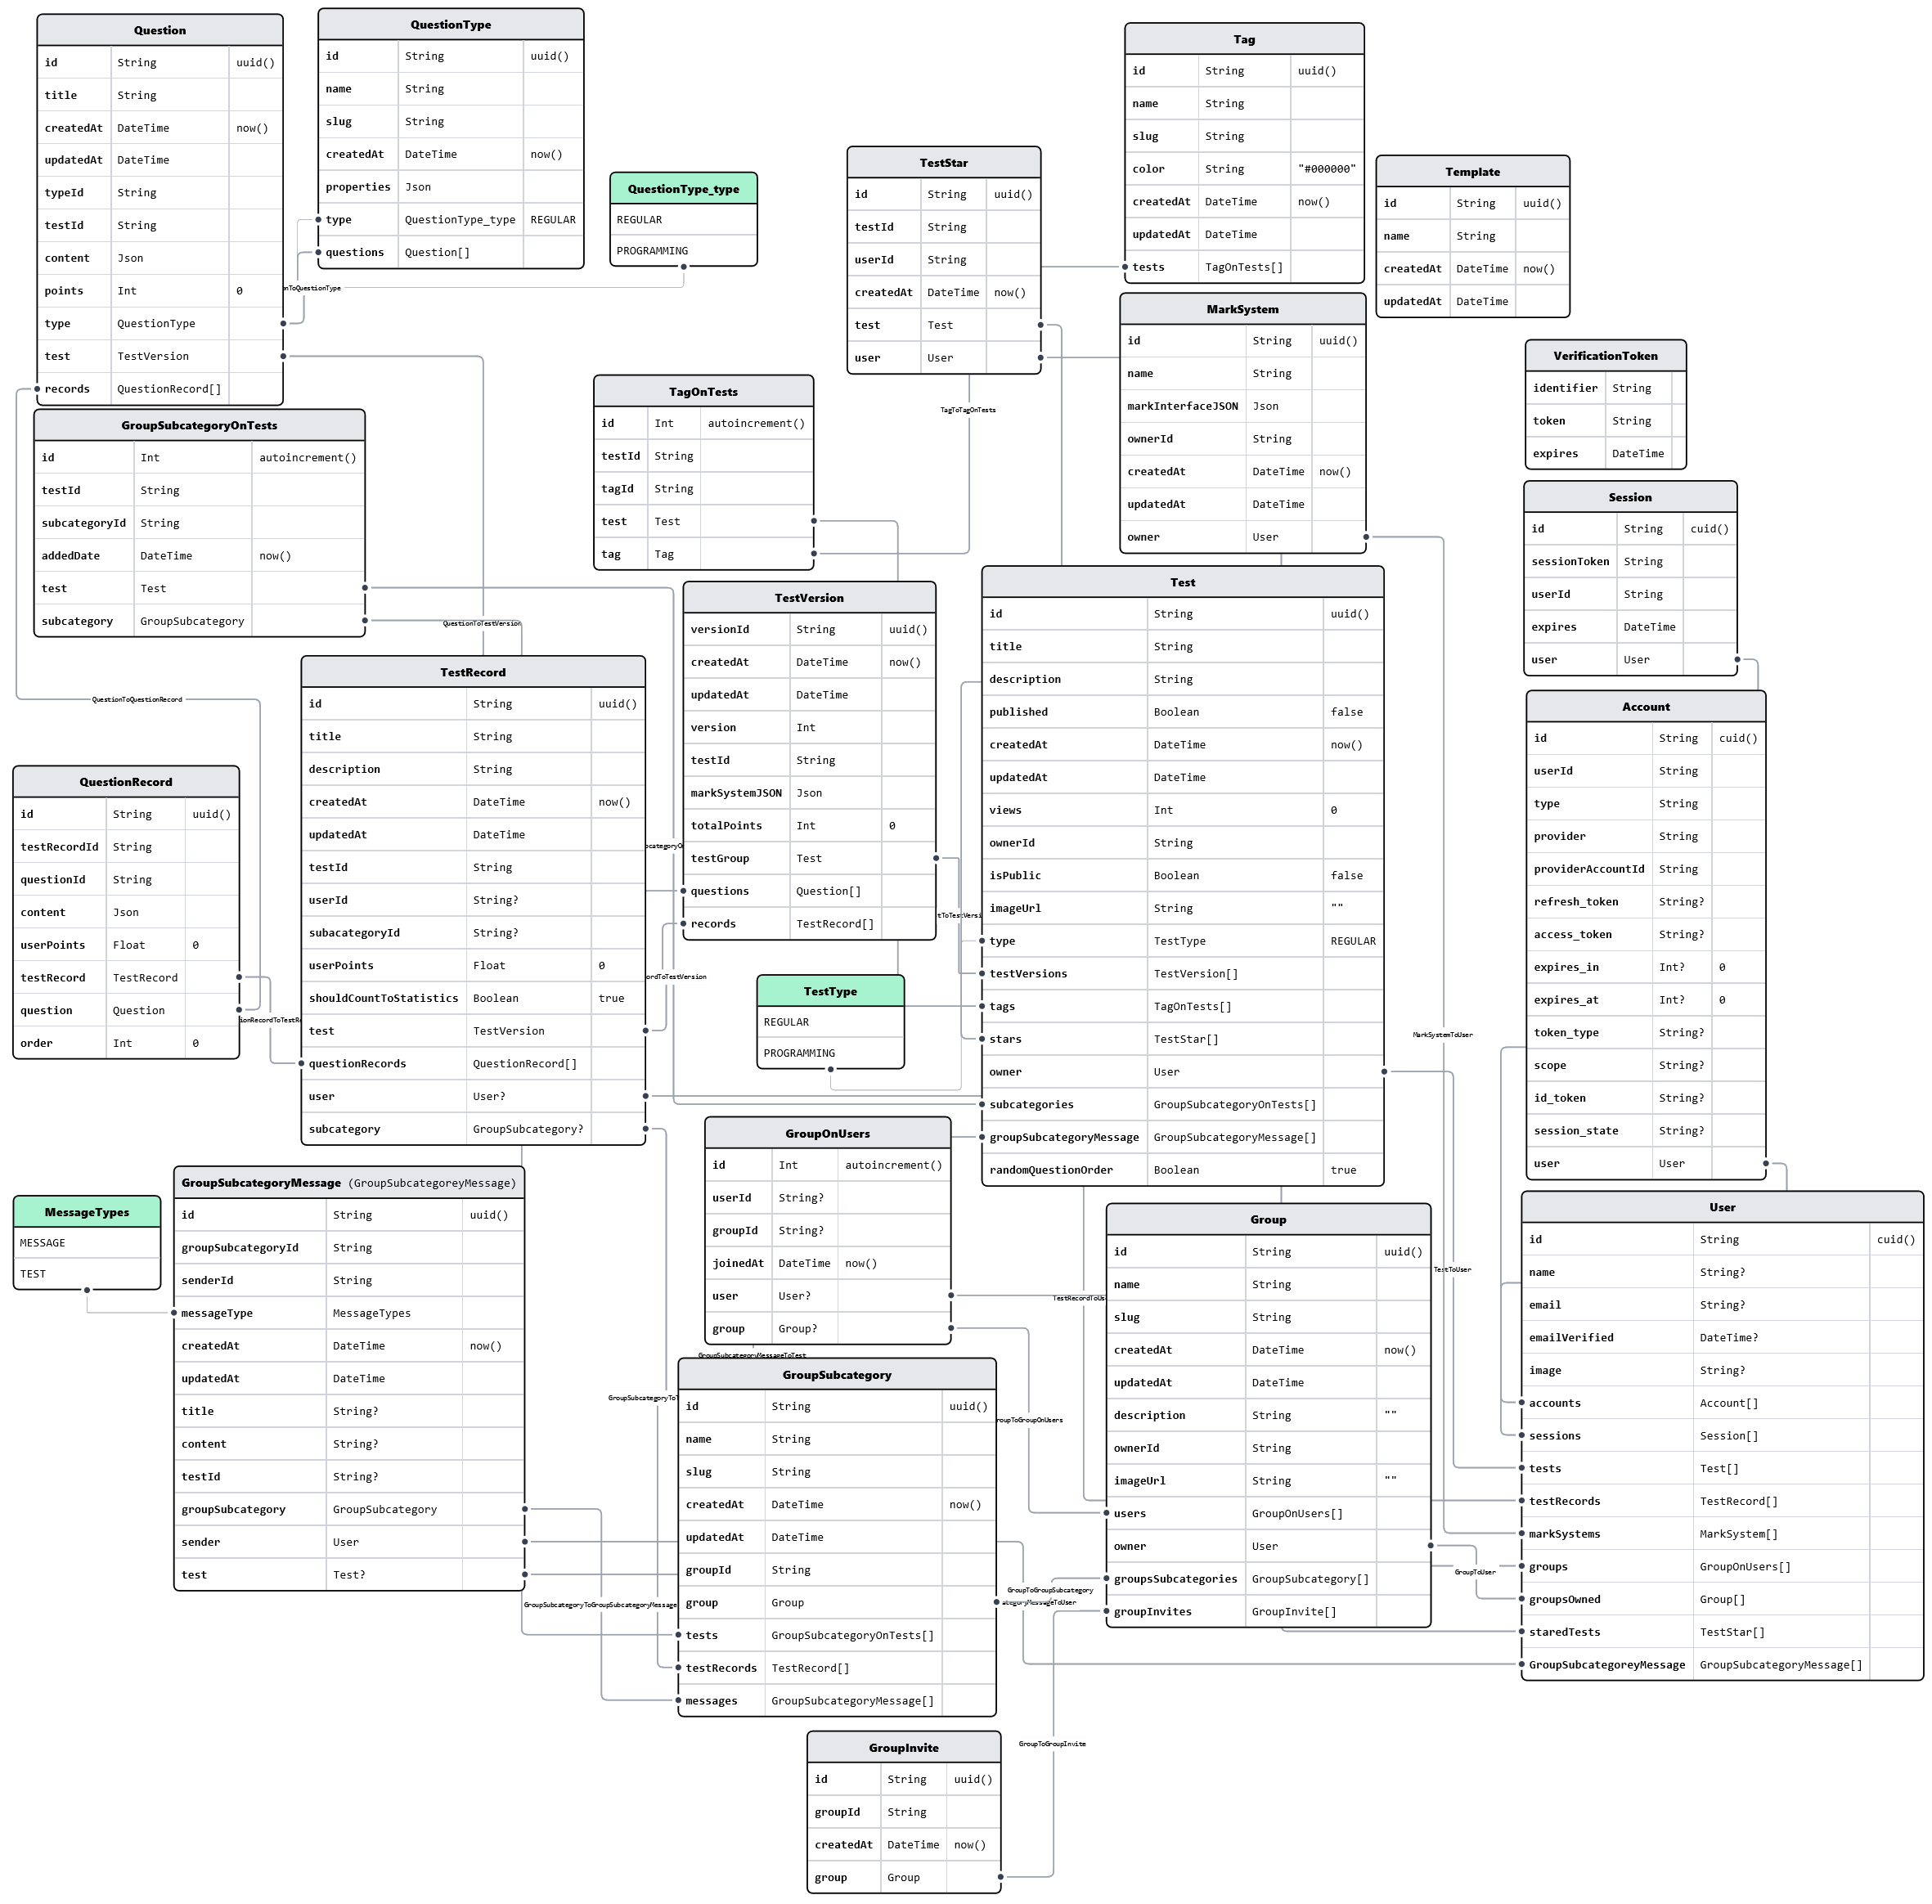 Question
id String uuid()
title String
createdAt DateTime now()
updatedAt DateTime
typeId String
testId String
content Json
points Int 0
type QuestionType
test TestVersion
records QuestionRecord[]
QuestionType
id String uuid()
name String
slug String
createdAt DateTime now()
properties Json
type QuestionType_type REGULAR
questions Question[]
QuestionType_type
REGULAR
PROGRAMMING
nToQuestionType
TestStar
id String uuid()
testId String
userId String
createdAt DateTime now()
test Test
user User
Tag
id String uuid()
name String
slug String
color String "#000000"
createdAt DateTime now()
updatedAt DateTime
tests TagOnTests[]
Template
id String uuid()
name String
createdAt DateTime now()
updatedAt DateTime
MarkSystem
id String uuid()
name String
markInterfaceJSON Json
ownerId String
createdAt DateTime now()
updatedAt DateTime
owner User
VerificationToken
identifier String
token String
expires DateTime
TagOnTests
id Int autoincrement()
testId String
tagId String
test Test
tag Tag
TagToTagOnTests
GroupSubcategoryOnTests
id Int autoincrement()
testId String
subcategoryId String
addedDate DateTime now()
test Test
subcategory GroupSubcategory
QuestionToTestVersion
Session
id String cuid()
sessionToken String
userId String
expires DateTime
user User
TestVersion
versionId String uuid()
createdAt DateTime now()
updatedAt DateTime
version Int
testId String
markSystemJSON Json
totalPoints Int 0
testGroup Test
questions Question[]
records TestRecord[]
Test
id String uuid()
title String
description String
published Boolean false
createdAt DateTime now()
updatedAt DateTime
views Int 0
ownerId String
isPublic Boolean false
imageUrl String ""
type TestType REGULAR
testVersions TestVersion[]
tags TagOnTests[]
stars TestStar[]
owner User
subcategories GroupSubcategoryOnTests[]
groupSubcategoryMessage GroupSubcategoryMessage[]
randomQuestionOrder Boolean true
TestRecord
id String uuid()
title String
description String
createdAt DateTime now()
updatedAt DateTime
testId String
userId String?
subacategoryId String?
userPoints Float 0
shouldCountToStatistics Boolean true
test TestVersion
questionRecords QuestionRecord[]
user User?
subcategory GroupSubcategory?
QuestionToQuestionRecord
QuestionRecord
id String uuid()
testRecordId String
questionId String
content Json
userPoints Float 0
testRecord TestRecord
question Question
order Int 0
ordToTestVersion
TestType
REGULAR
PROGRAMMING
Account
id String cuid()
userId String
type String
provider String
providerAccountId String
refresh_token String?
access_token String?
expires_in Int? 0
expires_at Int? 0
token_type String?
scope String?
id_token String?
session_state String?
user User
MarkSystemToUser
GroupOnUsers
id Int autoincrement()
userId String?
groupId String?
joinedAt DateTime now()
user User?
group Group?
GroupSubcategoryMessageToTest
MessageTypes
MESSAGE
TEST
GroupSubcategoryMessage (GroupSubcategoreyMessage)
id String uuid()
groupSubcategoryId String
senderId String
messageType MessageTypes
createdAt DateTime now()
updatedAt DateTime
title String?
content String?
testId String?
groupSubcategory GroupSubcategory
sender User
test Test?
Group
id String uuid()
name String
slug String
createdAt DateTime now()
updatedAt DateTime
description String ""
ownerId String
imageUrl String ""
users GroupOnUsers[]
owner User
groupsSubcategories GroupSubcategory[]
groupInvites GroupInvite[]
TestToUser
User
id String cuid()
name String?
email String?
emailVerified DateTime?
image String?
accounts Account[]
sessions Session[]
tests Test[]
testRecords TestRecord[]
markSystems MarkSystem[]
groups GroupOnUsers[]
groupsOwned Group[]
staredTests TestStar[]
GroupSubcategoreyMessage GroupSubcategoryMessage[]
GroupSubcategory
id String uuid()
name String
slug String
createdAt DateTime now()
updatedAt DateTime
groupId String
group Group
tests GroupSubcategoryOnTests[]
testRecords TestRecord[]
messages GroupSubcategoryMessage[]
roupToGroupOnUsers
GroupToUser
GroupToGroupSubcategory
ategoryMessageToUser
GroupSubcategoryToGroupSubcategoryMessage
GroupToGroupInvite
GroupInvite
id String uuid()
groupId String
createdAt DateTime now()
group Group